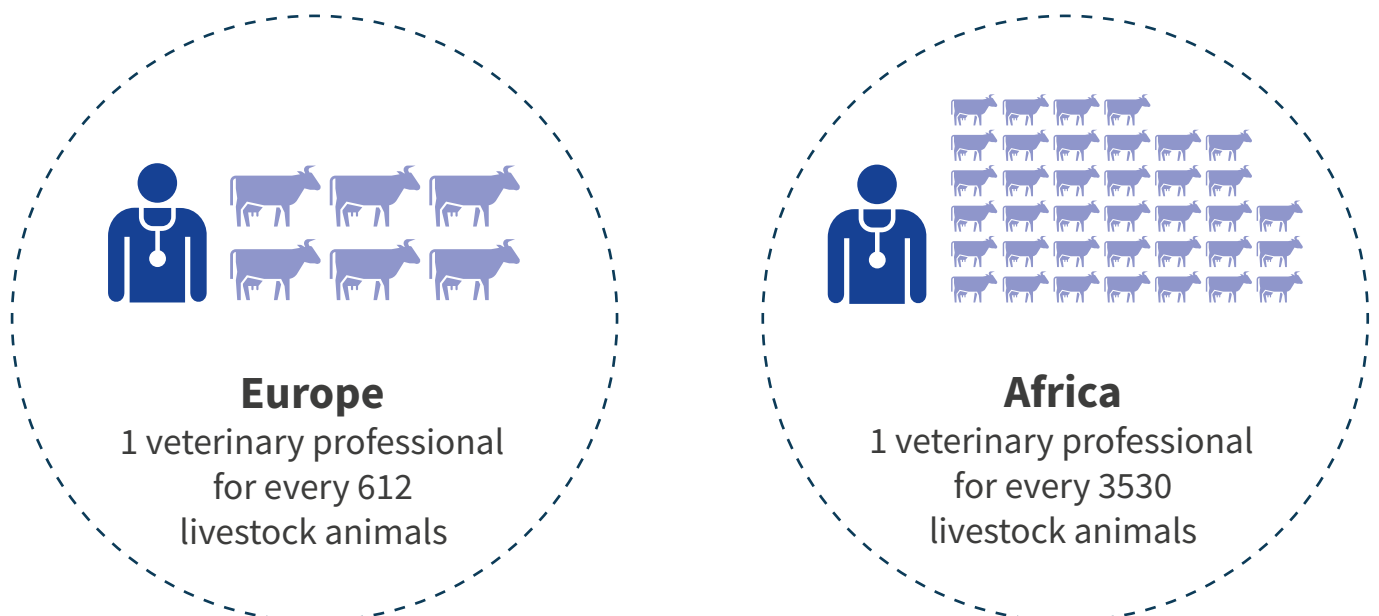 Europe
1 veterinary professional
for every 612
livestock animals
Africa
1 veterinary professional
for every 3530
livestock animals